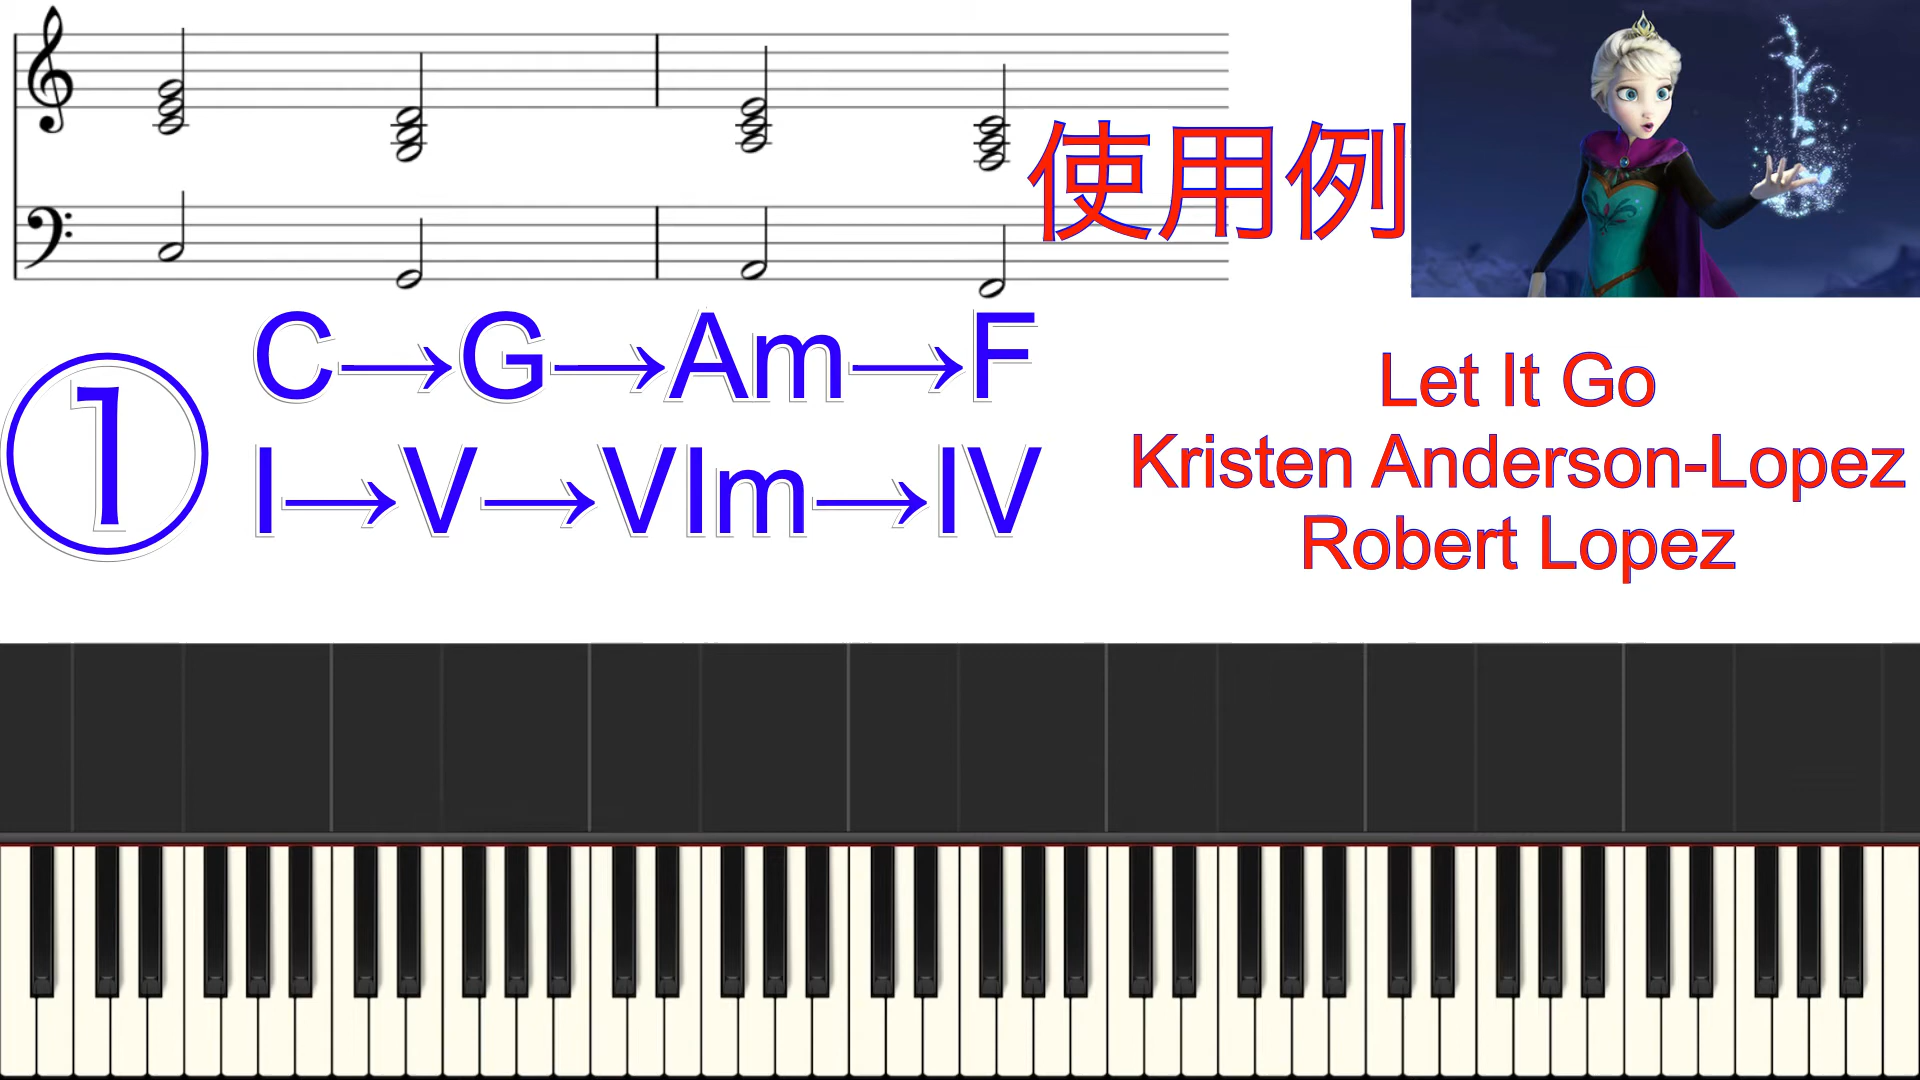 使用例
C→G→Am→F
①
I→V→VIm→IV
Let It Go
Kristen Anderson-Lopez
Robert Lopez